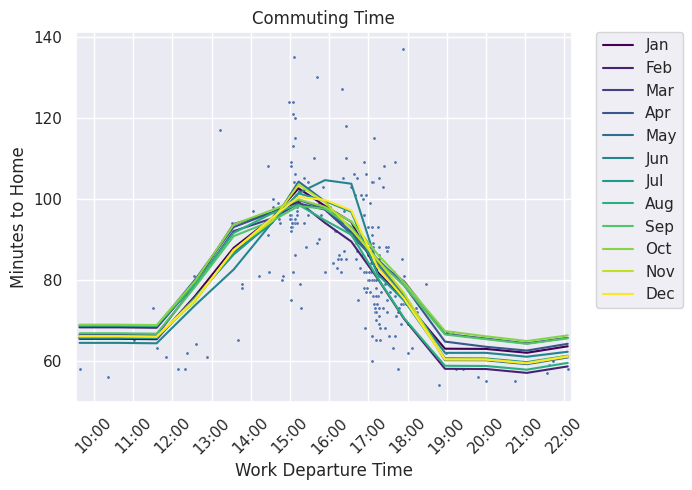 Commuting Time
Minutes to Home
140
120
100
80
60
10:00
11:00
12:00
13:00
14:00
15:00
16:00
17:00
18:00
19:00
20:00
21:00
22:00
Work Departure Time
Jan
Feb
Mar
Apr
May
Jun
Jul
Aug
Sep
Oct
Nov
Dec